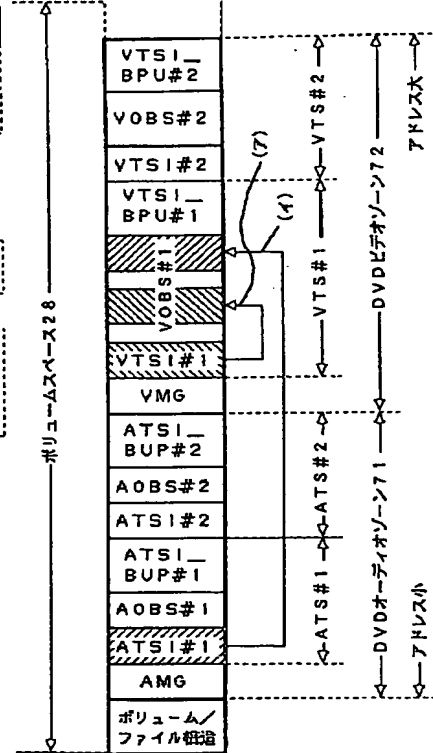 VTSI_
BPU#2
VOBS#2
VTSI#2
VTSI_
BPU#1
VOBS#1
VTSI#1
VMG
ATSI_
BUP#2
AOBS#2
ATSI#2
ATSI_
BUP#1
AOBS#1
ATSI#1
AMG
ボリューム/
ファイル構造
ボリュームスペース28
(ア)
(イ)
VTS#2
VTS#1
ATS#2
ATS#1
DVDビデオゾーン72
DVDオーディオゾーン71
アドレス大
アドレス小